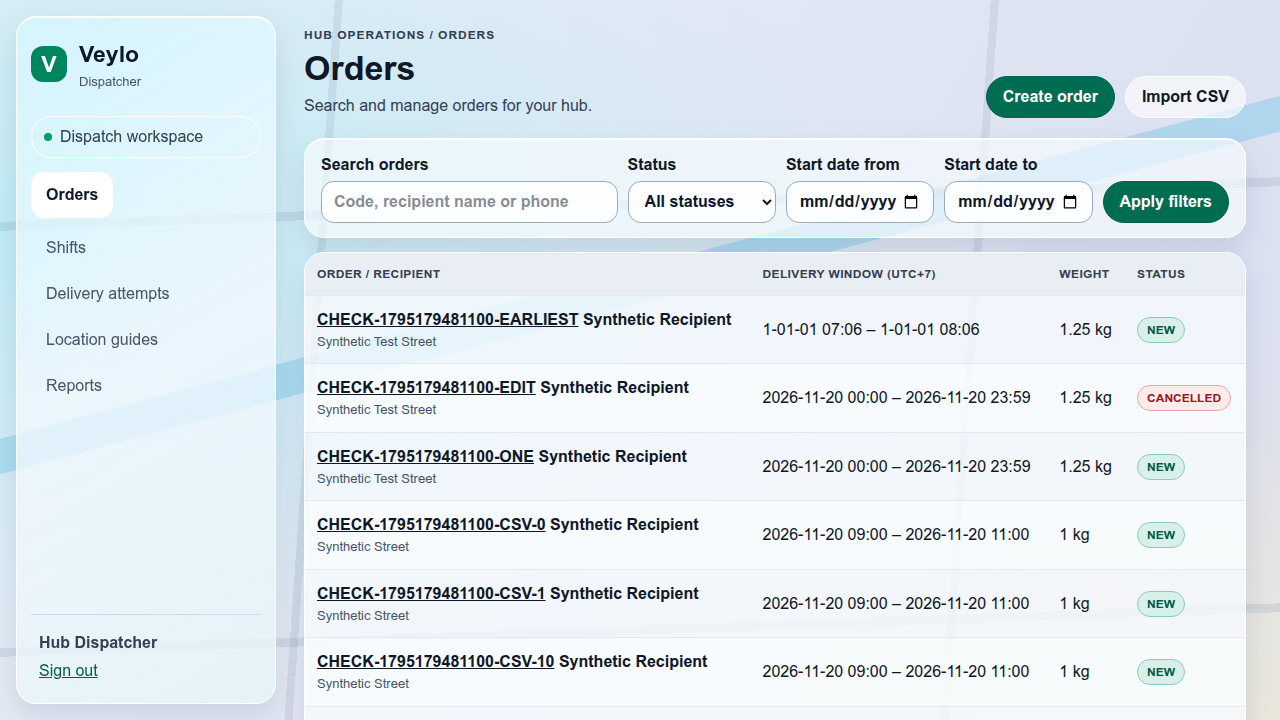 V
Veylo
Dispatcher
Dispatch workspace
Orders
Shifts
Delivery attempts
Location guides
Reports
Hub Dispatcher
Sign out
HUB OPERATIONS / ORDERS
Orders
Search and manage orders for your hub.
Create order
Import CSV
Search orders
Code, recipient name or phone
Status
All statuses
Start date from
mm/dd/yyyy
Start date to
mm/dd/yyyy
Apply filters
ORDER / RECIPIENT DELIVERY WINDOW (UTC+7) WEIGHT STATUS
CHECK-1795179481100-EARLIEST Synthetic Recipient
Synthetic Test Street
1-01-01 07:06 – 1-01-01 08:06 1.25 kg NEW
CHECK-1795179481100-EDIT Synthetic Recipient
Synthetic Test Street
2026-11-20 00:00 – 2026-11-20 23:59 1.25 kg CANCELLED
CHECK-1795179481100-ONE Synthetic Recipient
Synthetic Test Street
2026-11-20 00:00 – 2026-11-20 23:59 1.25 kg NEW
CHECK-1795179481100-CSV-0 Synthetic Recipient
Synthetic Street
2026-11-20 09:00 – 2026-11-20 11:00 1 kg NEW
CHECK-1795179481100-CSV-1 Synthetic Recipient
Synthetic Street
2026-11-20 09:00 – 2026-11-20 11:00 1 kg NEW
CHECK-1795179481100-CSV-10 Synthetic Recipient
Synthetic Street
2026-11-20 09:00 – 2026-11-20 11:00 1 kg NEW